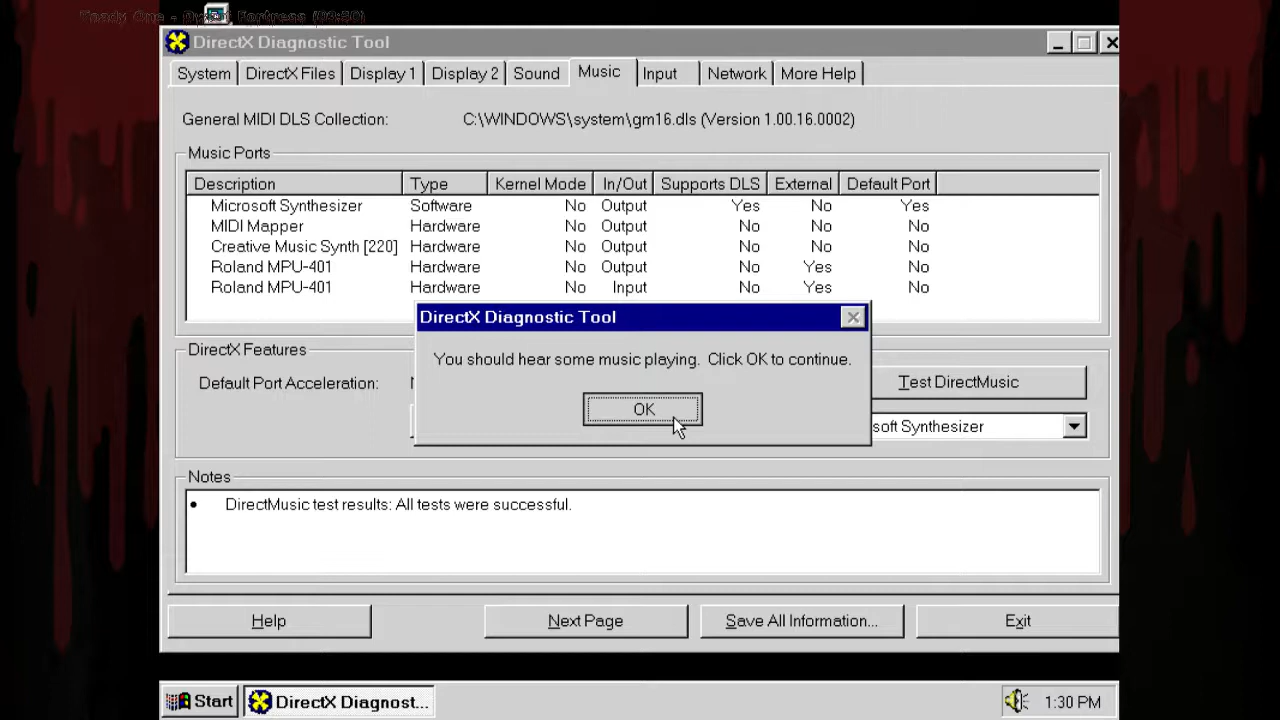 DirectX Diagnostic Tool
System DirectX Files Display 1 Display 2 Sound Music Input Network More Help
General MIDI DLS Collection: C:\WINDOWS\system\gm16.dls (Version 1.00.16.0002)
Music Ports
Description Type Kernel Mode In/Out Supports DLS External Default Port
Microsoft Synthesizer Software No Output Yes No Yes
MIDI Mapper Hardware No Output No No No
Creative Music Synth [220] Hardware No Output No No No
Roland MPU-401 Hardware No Output No Yes No
Roland MPU-401 Hardware No Input No Yes No
DirectX Diagnostic Tool
You should hear some music playing. Click OK to continue.
OK
DirectX Features
Default Port Acceleration:
Test DirectMusic
soft Synthesizer
Notes
• DirectMusic test results: All tests were successful.
Help Next Page Save All Information... Exit
Start DirectX Diagnost... 1:30 PM